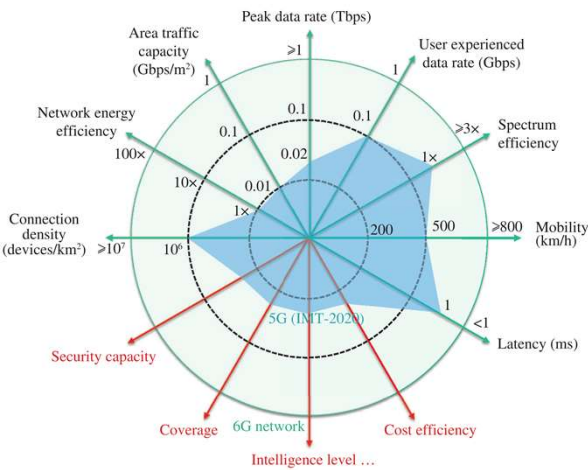 Peak data rate (Tbps)
Area traffic
capacity
(Gbps/m²)
User experienced
data rate (Gbps)
⩾1
1
1
Network energy
efficiency
0.1
0.1
0.1
⩾3×
Spectrum
efficiency
100×
10×
0.02
1×
0.01
1×
Connection
density
(devices/km²)
⩾10⁷
10⁶
200
500
⩾800
Mobility
(km/h)
5G (IMT-2020)
1
<1
Latency (ms)
Security capacity
Coverage
6G network
Cost efficiency
Intelligence level ...